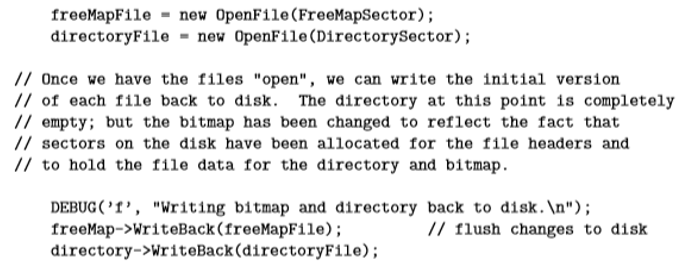 freeMapFile = new OpenFile(FreeMapSector);
directoryFile = new OpenFile(DirectorySector);
// Once we have the files "open", we can write the initial version
// of each file back to disk. The directory at this point is completely
// empty; but the bitmap has been changed to reflect the fact that
// sectors on the disk have been allocated for the file headers and
// to hold the file data for the directory and bitmap.
DEBUG('f', "Writing bitmap and directory back to disk.\n");
freeMap->WriteBack(freeMapFile); // flush changes to disk
directory->WriteBack(directoryFile);